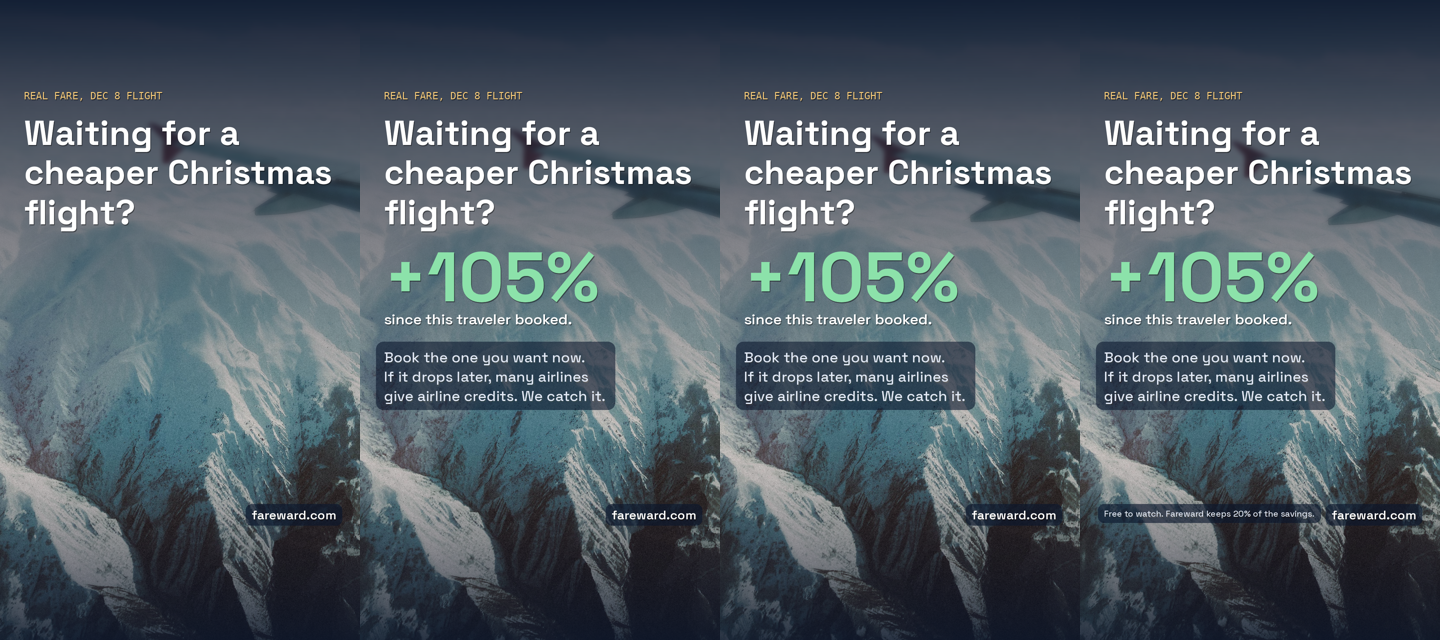 REAL FARE, DEC 8 FLIGHT
Waiting for a
cheaper Christmas
flight?
fareward.com
REAL FARE, DEC 8 FLIGHT
Waiting for a
cheaper Christmas
flight?
+105%
since this traveler booked.
Book the one you want now.
If it drops later, many airlines
give airline credits. We catch it.
fareward.com
REAL FARE, DEC 8 FLIGHT
Waiting for a
cheaper Christmas
flight?
+105%
since this traveler booked.
Book the one you want now.
If it drops later, many airlines
give airline credits. We catch it.
fareward.com
REAL FARE, DEC 8 FLIGHT
Waiting for a
cheaper Christmas
flight?
+105%
since this traveler booked.
Book the one you want now.
If it drops later, many airlines
give airline credits. We catch it.
Free to watch. Fareward keeps 20% of the savings.
fareward.com